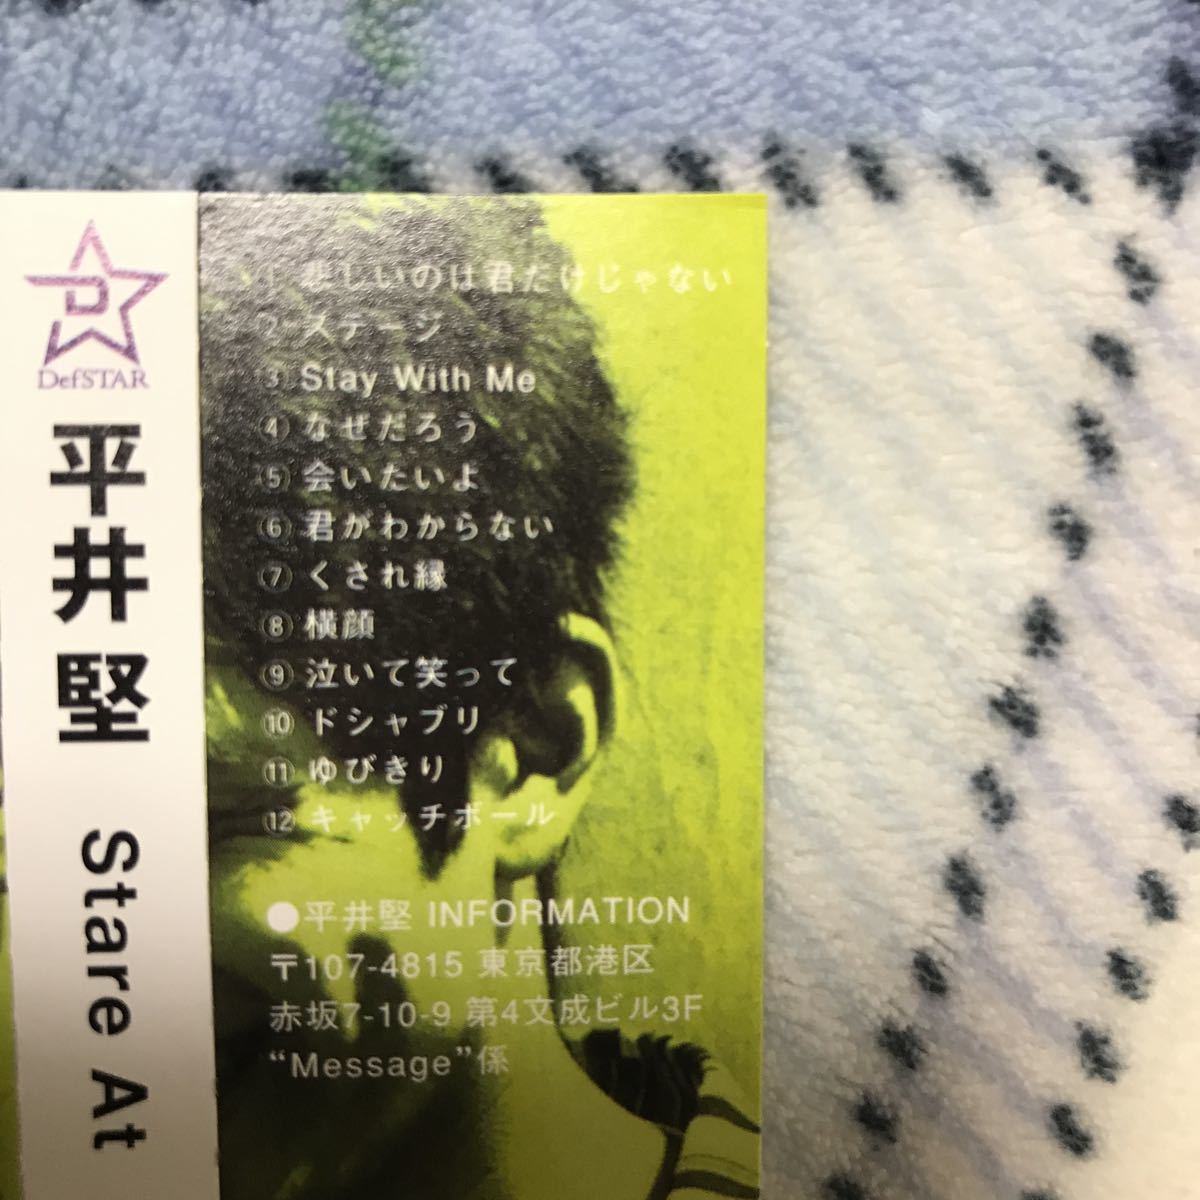 DefSTAR
平井 堅 Stare At
① 悲しいのは君だけじゃない
② ステージ
③ Stay With Me
④ なぜだろう
⑤ 会いたいよ
⑥ 君がわからない
⑦ くされ縁
⑧ 横顔
⑨ 泣いて笑って
⑩ ドシャブリ
⑪ ゆびきり
⑫ キャッチボール
●平井堅 INFORMATION
〒107-4815 東京都港区
赤坂7-10-9 第4文成ビル3F
“Message”係